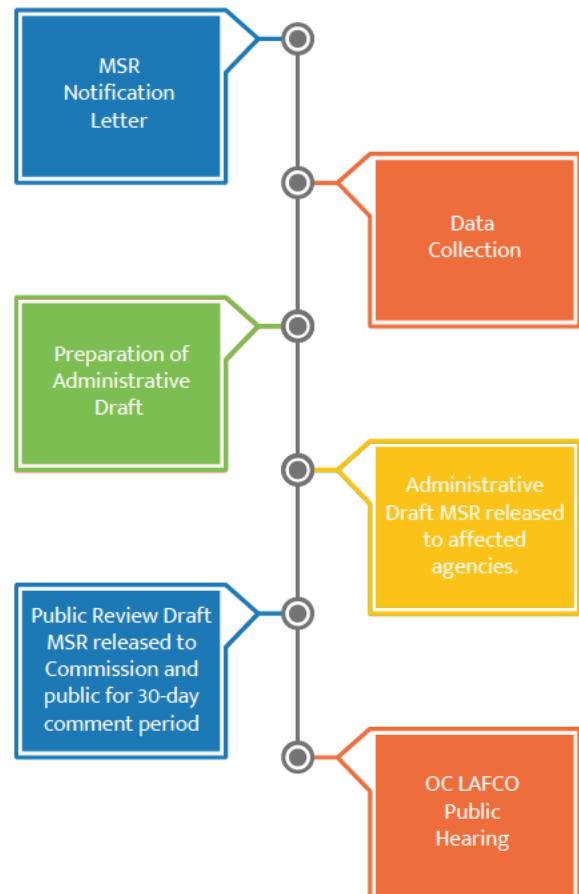 MSR
Notification
Letter
Data
Collection
Preparation of
Administrative
Draft
Administrative
Draft MSR released
to affected
agencies.
Public Review Draft
MSR released to
Commission and
public for 30-day
comment period
OC LAFCO
Public
Hearing